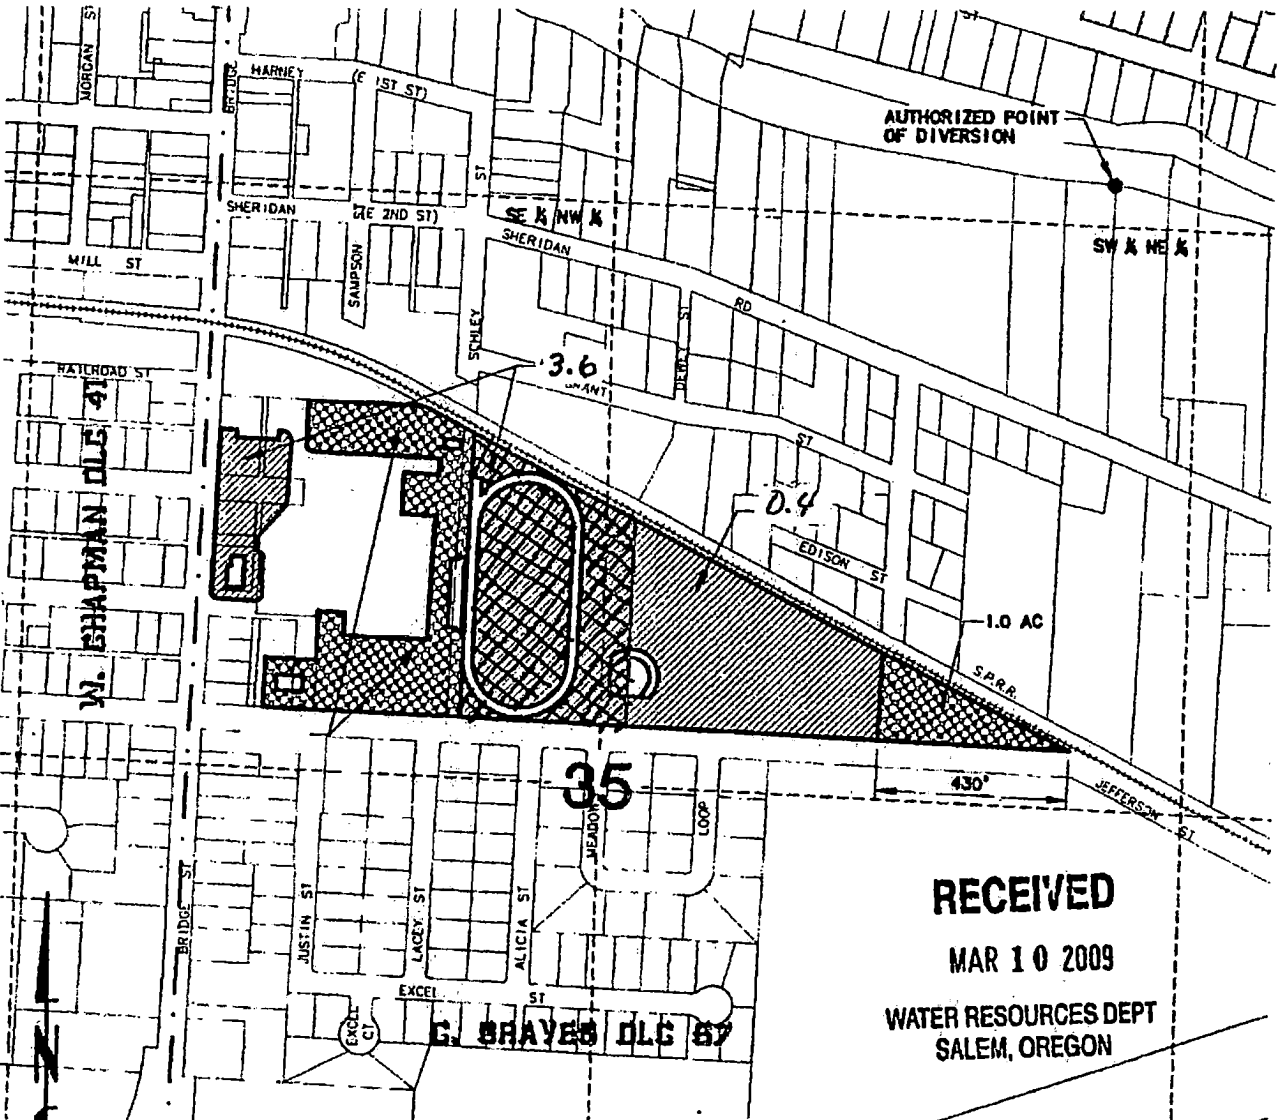 MORGAN ST
BRIDGE
HARNEY
(E 1ST ST)
ST
AUTHORIZED POINT
OF DIVERSION
ST
SHERIDAN
(E 2ND ST)
SE ¼ NW ¼
SHERIDAN
RD
SW ¼ NE ¼
MILL ST
SAMPSON
SCHLEY
DEWEY ST
RAILROAD ST
3.6
GRANT
ST
0.4
EDISON ST
1.0 AC
S.P.R.R.
W. CHAPMAN DLC 41
35
430'
JEFFERSON ST
MEADOW
LOOP
BRIDGE ST
JUSTIN ST
LACEY ST
ALICIA ST
EXCEL ST
EXCEL CT
C. GRAVES DLC 57
N
RECEIVED
MAR 10 2009
WATER RESOURCES DEPT
SALEM, OREGON